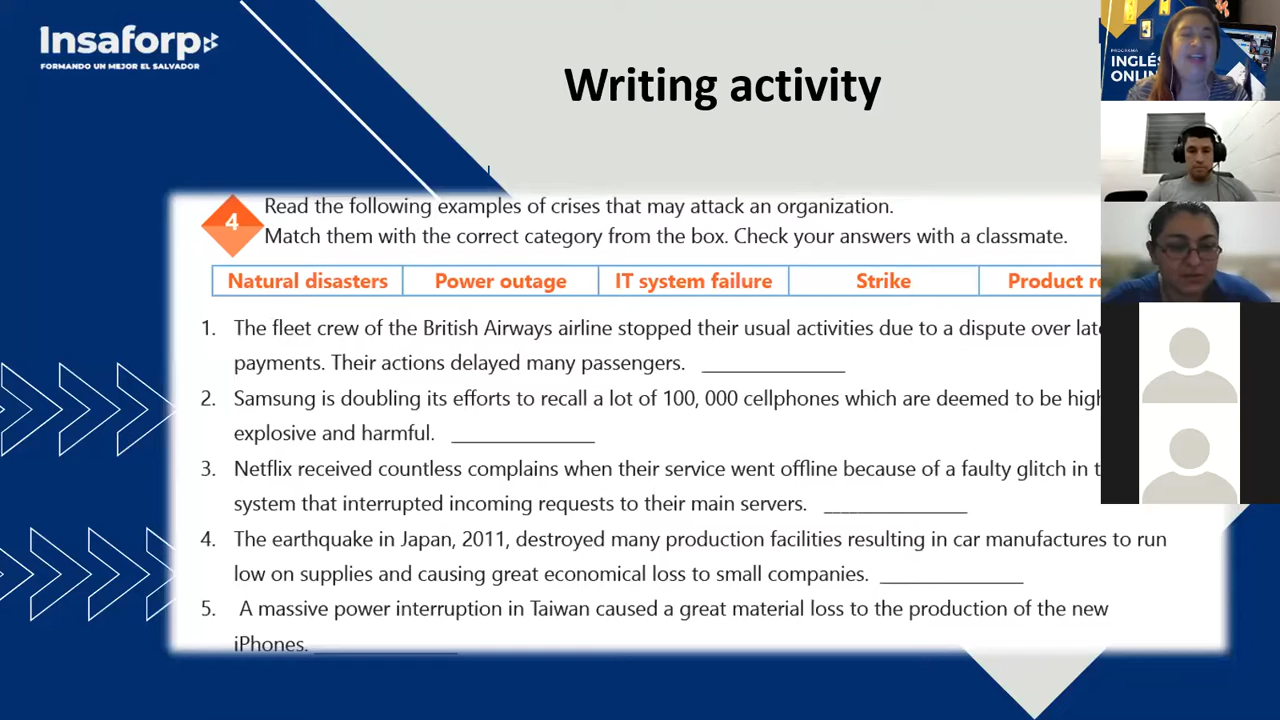 Insaforp
FORMANDO UN MEJOR EL SALVADOR
Writing activity
PROGRAMA
INGLÉS
ONLIN
4
Read the following examples of crises that may attack an organization.
Match them with the correct category from the box. Check your answers with a classmate.
Natural disasters Power outage IT system failure Strike Product re
1. The fleet crew of the British Airways airline stopped their usual activities due to a dispute over late
payments. Their actions delayed many passengers.
2. Samsung is doubling its efforts to recall a lot of 100, 000 cellphones which are deemed to be high
explosive and harmful.
3. Netflix received countless complains when their service went offline because of a faulty glitch in t
system that interrupted incoming requests to their main servers.
4. The earthquake in Japan, 2011, destroyed many production facilities resulting in car manufactures to run
low on supplies and causing great economical loss to small companies.
5. A massive power interruption in Taiwan caused a great material loss to the production of the new
iPhones.